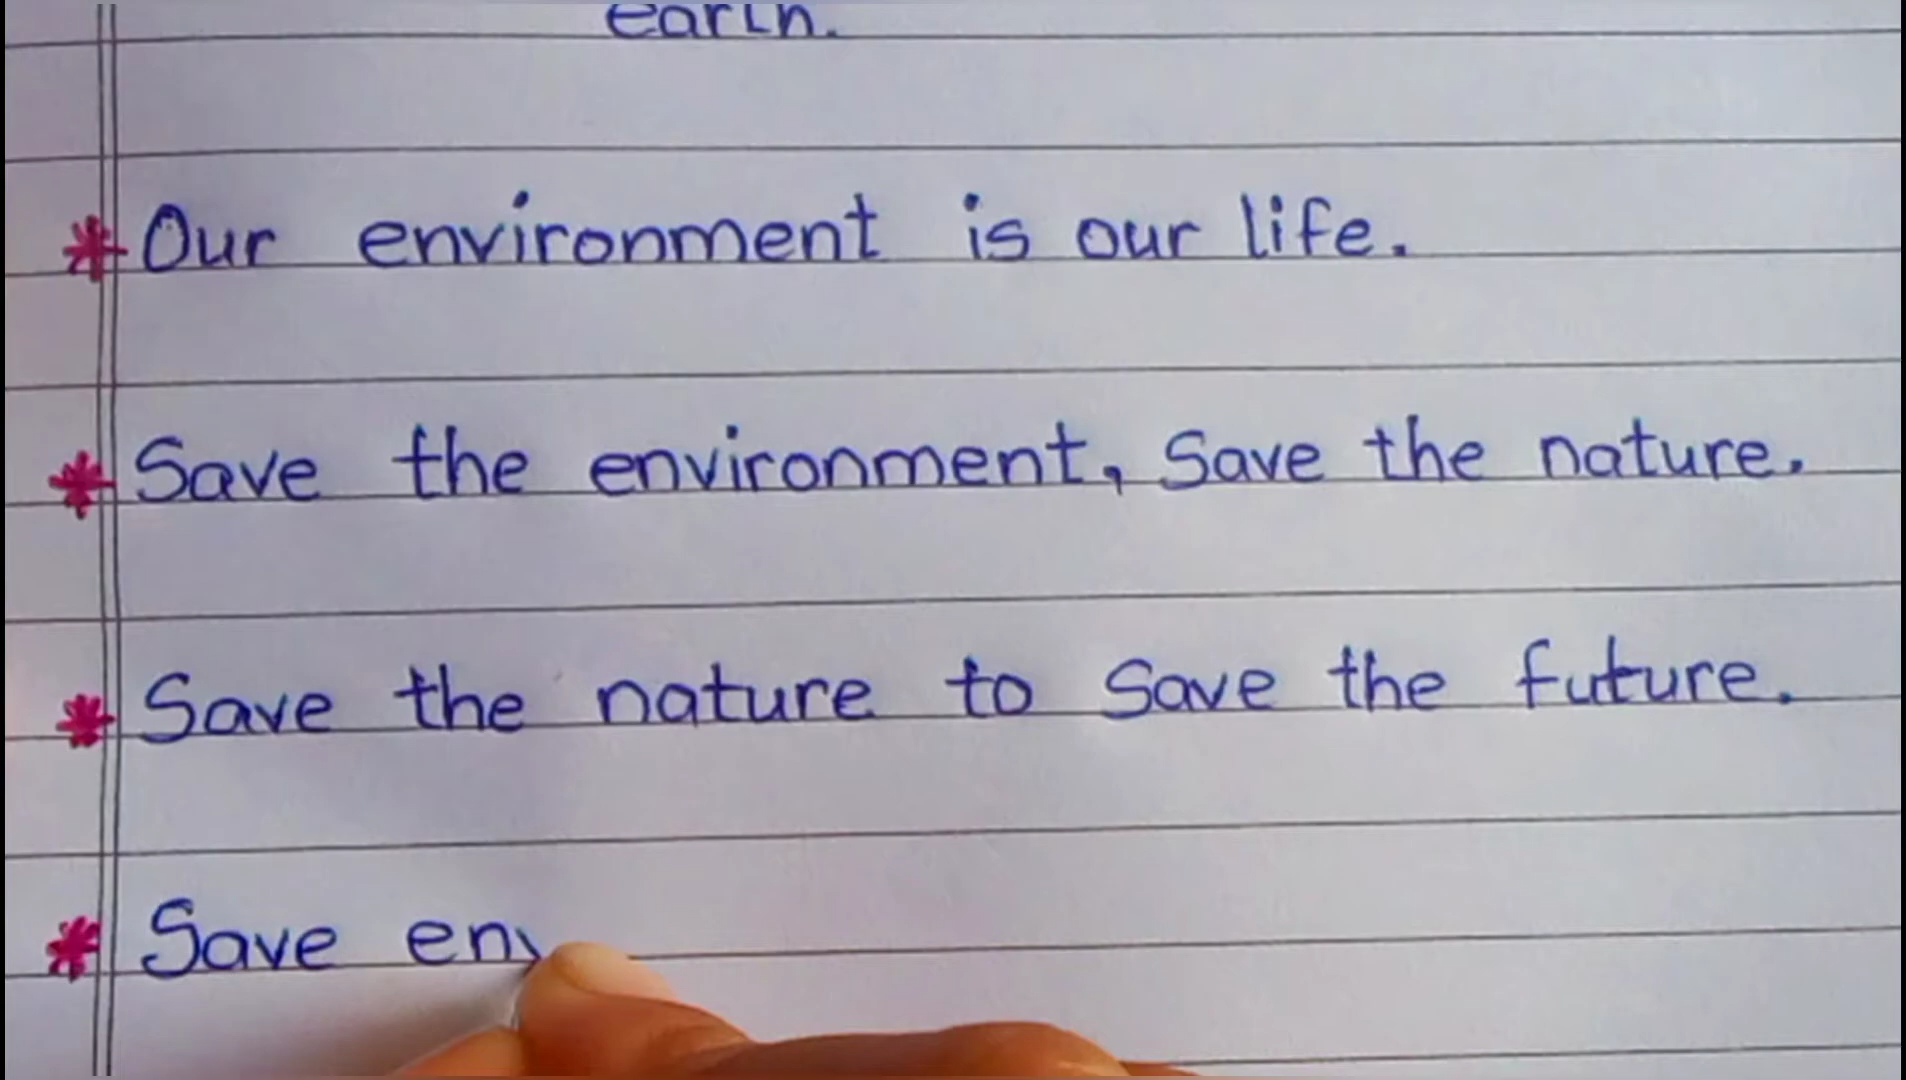 earth.
* Our environment is our life.
* Save the environment, Save the nature.
* Save the nature to Save the future.
* Save env